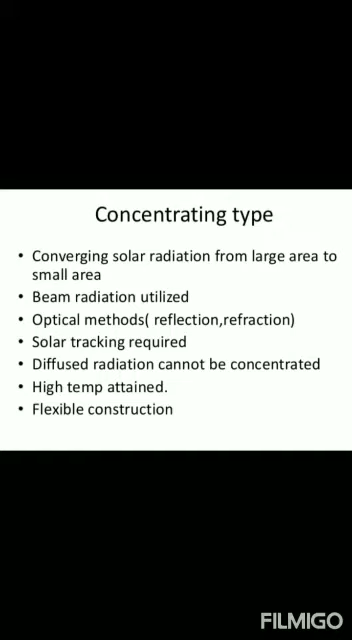 Concentrating type
• Converging solar radiation from large area to
small area
• Beam radiation utilized
• Optical methods( reflection,refraction)
• Solar tracking required
• Diffused radiation cannot be concentrated
• High temp attained.
• Flexible construction
FILMIGO